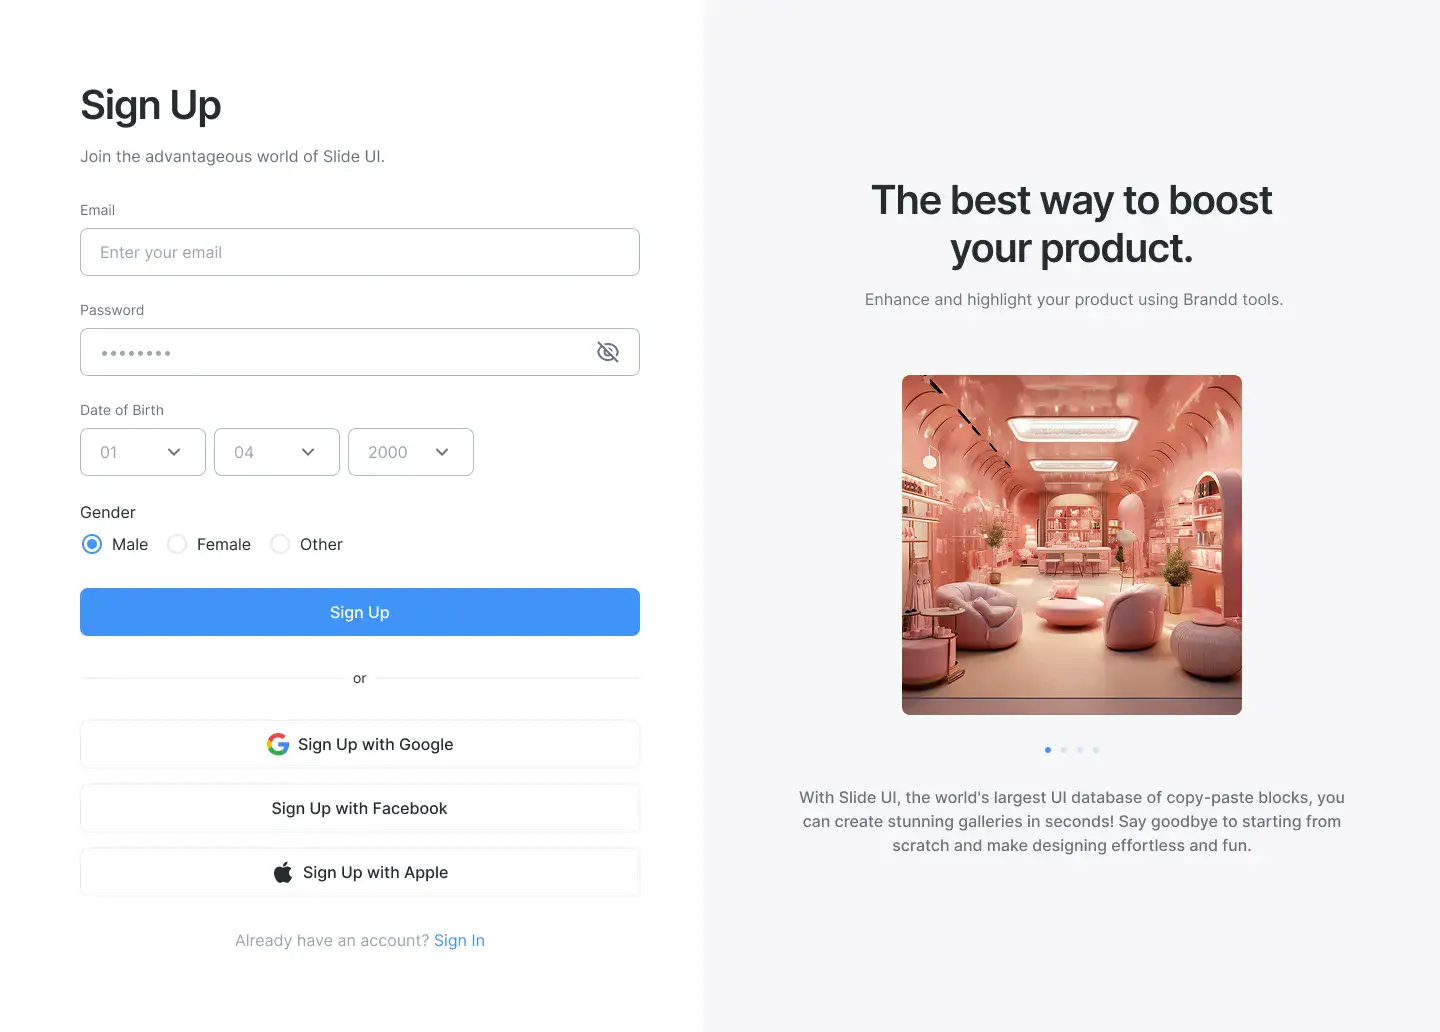 Sign Up
Join the advantageous world of Slide UI.
Email
Enter your email
Password
••••••••
Date of Birth
01 04 2000
Gender
Male Female Other
Sign Up
or
Sign Up with Google
Sign Up with Facebook
Sign Up with Apple
Already have an account? Sign In
The best way to boost
your product.
Enhance and highlight your product using Brandd tools.
With Slide UI, the world's largest UI database of copy-paste blocks, you
can create stunning galleries in seconds! Say goodbye to starting from
scratch and make designing effortless and fun.